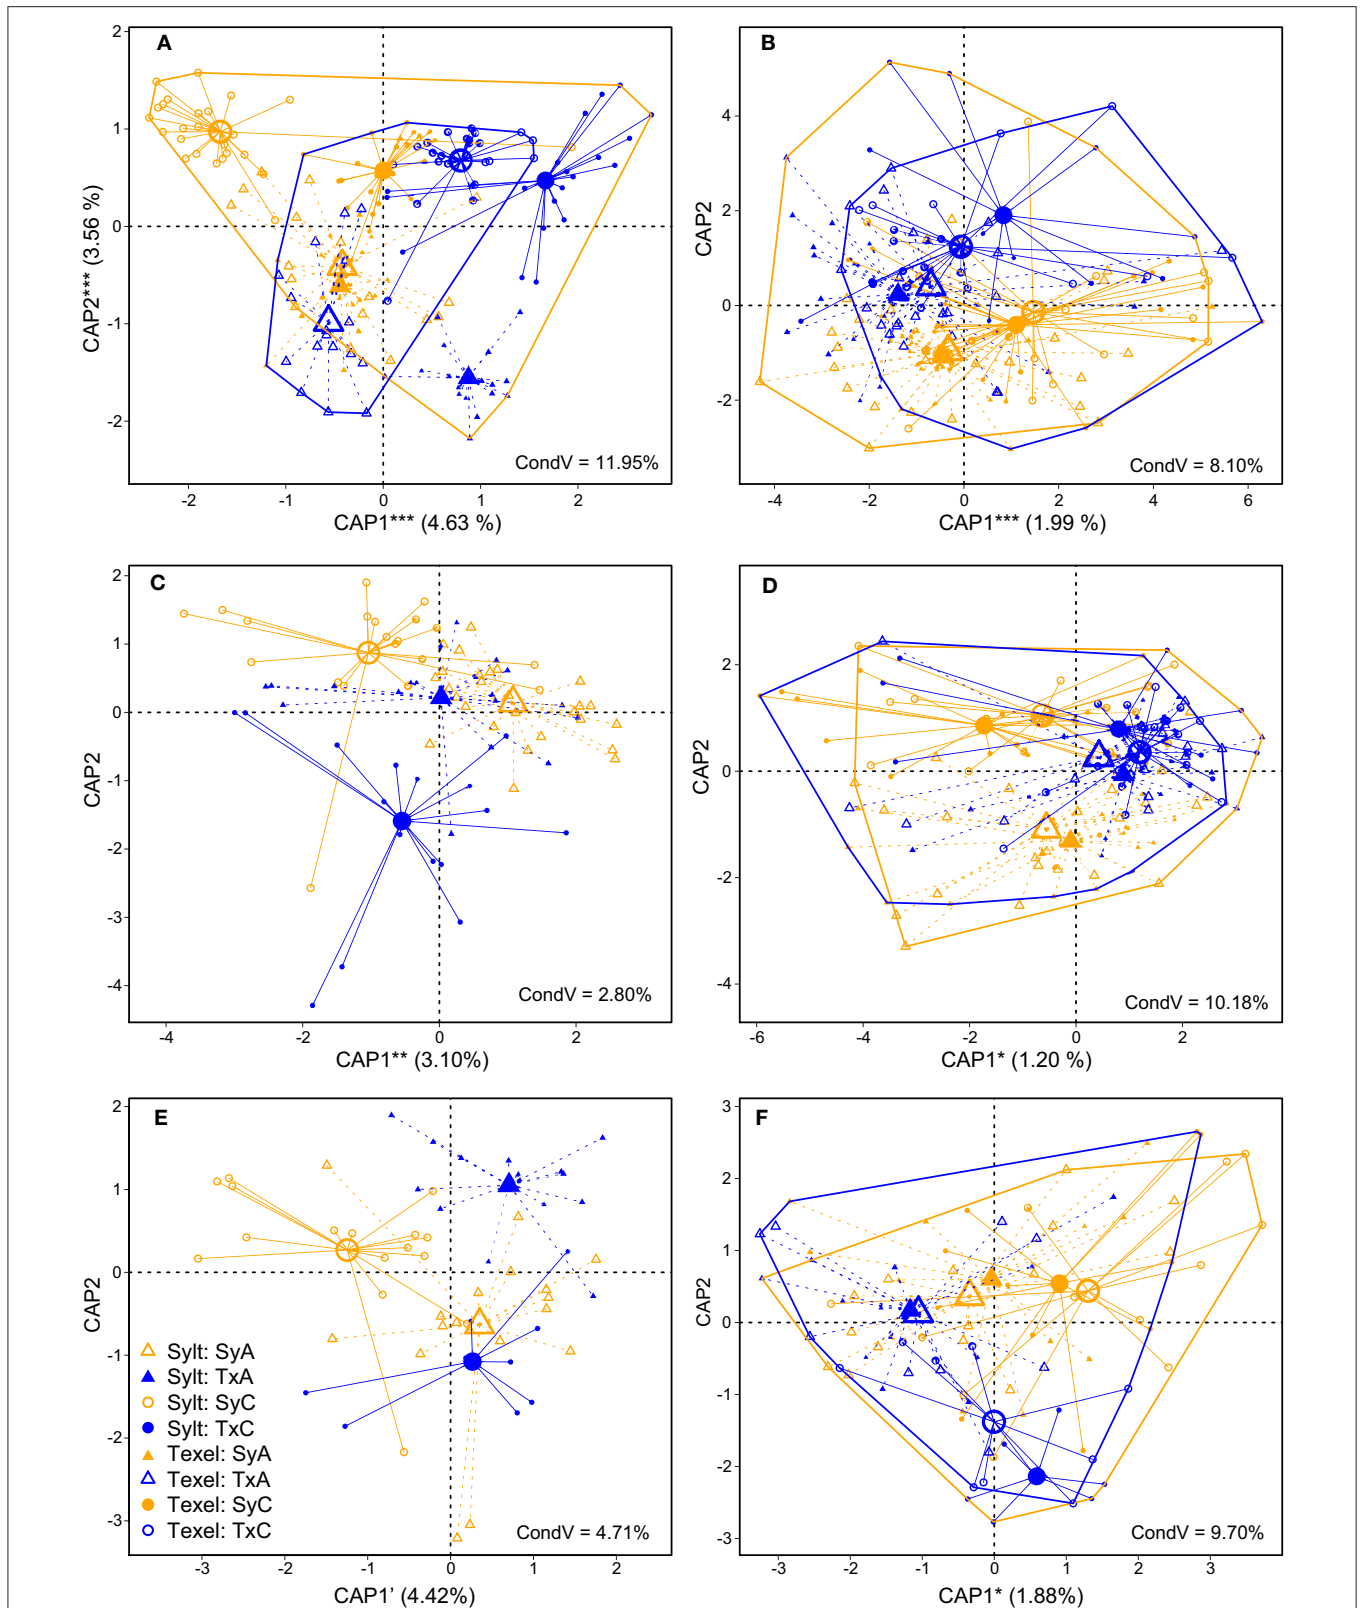 A
2
1
0
-1
-2
CAP2*** (3.56 %)
CondV = 11.95%
-2 -1 0 1 2
CAP1*** (4.63 %)
B
4
2
0
-2
CAP2
CondV = 8.10%
-4 -2 0 2 4 6
CAP1*** (1.99 %)
C
2
1
0
-1
-2
-3
-4
CAP2
CondV = 2.80%
-4 -2 0 2
CAP1** (3.10%)
D
2
0
-2
-4
CAP2
CondV = 10.18%
-6 -4 -2 0 2
CAP1* (1.20 %)
E
2
1
0
-1
-2
-3
CAP2
Sylt: SyA
Sylt: TxA
Sylt: SyC
Sylt: TxC
Texel: SyA
Texel: TxA
Texel: SyC
Texel: TxC
CondV = 4.71%
-3 -2 -1 0 1 2
CAP1' (4.42%)
F
3
2
1
0
-1
-2
-3
CAP2
CondV = 9.70%
-3 -2 -1 0 1 2 3
CAP1* (1.88%)